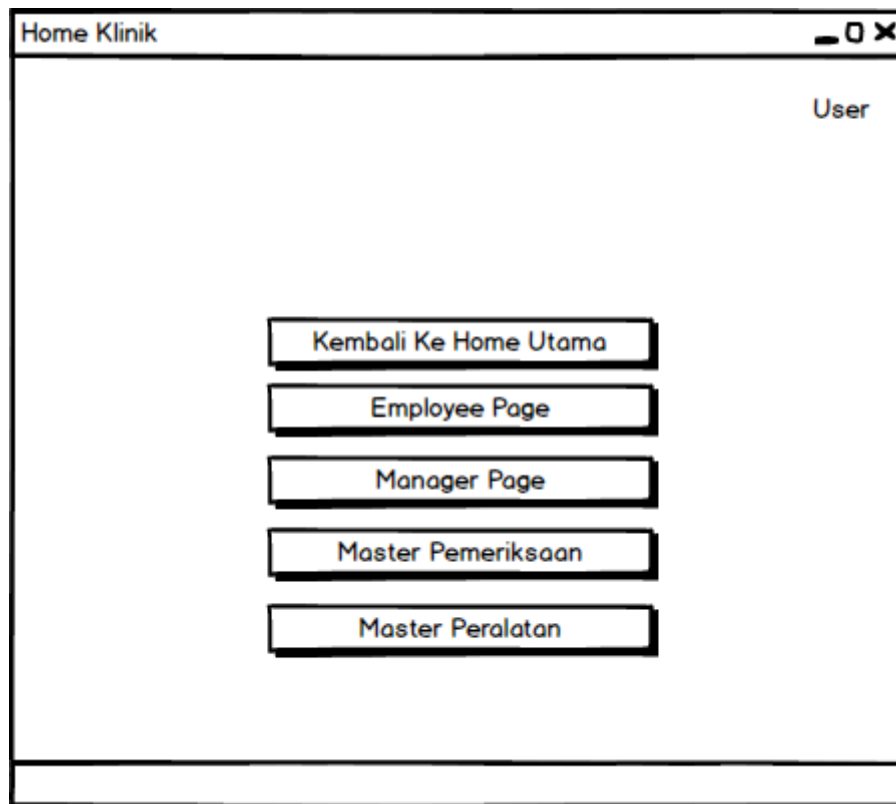 Home Klinik
User
Kembali Ke Home Utama
Employee Page
Manager Page
Master Pemeriksaan
Master Peralatan